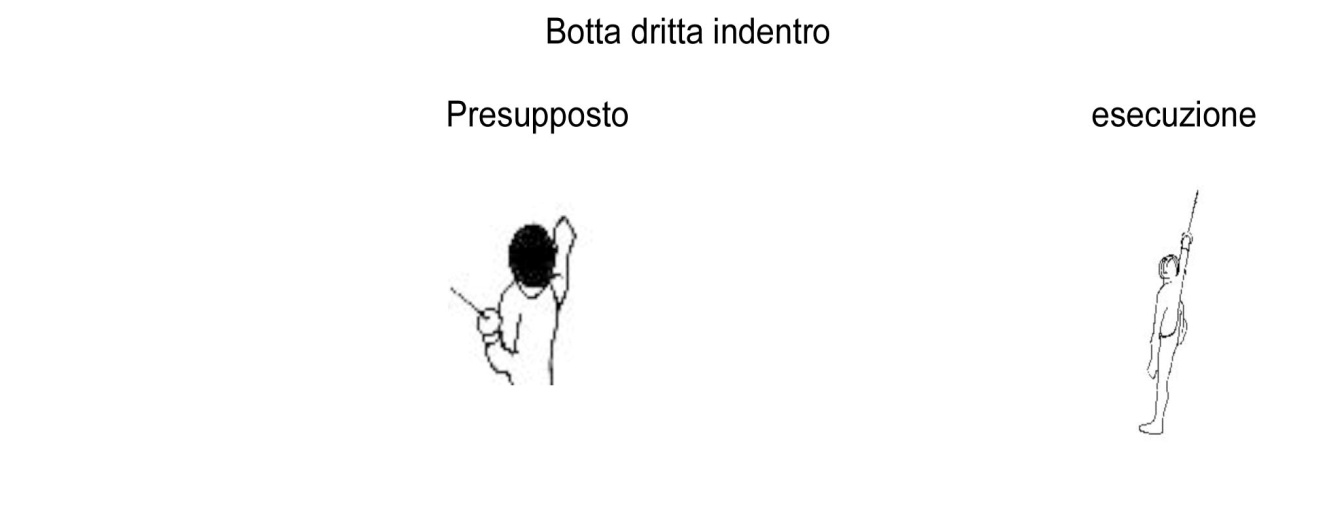 Botta dritta indentro
Presupposto
esecuzione